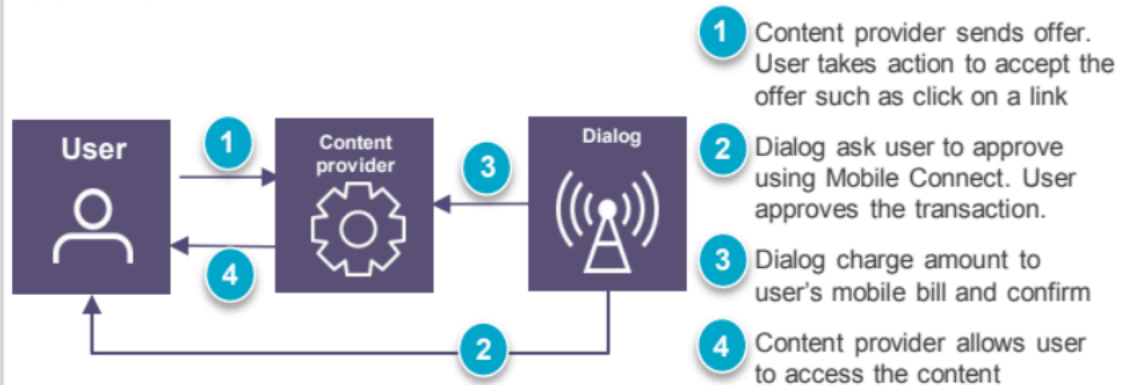 User
1
Content
provider
3
Dialog
4
2
1 Content provider sends offer.
User takes action to accept the
offer such as click on a link
2 Dialog ask user to approve
using Mobile Connect. User
approves the transaction.
3 Dialog charge amount to
user's mobile bill and confirm
4 Content provider allows user
to access the content